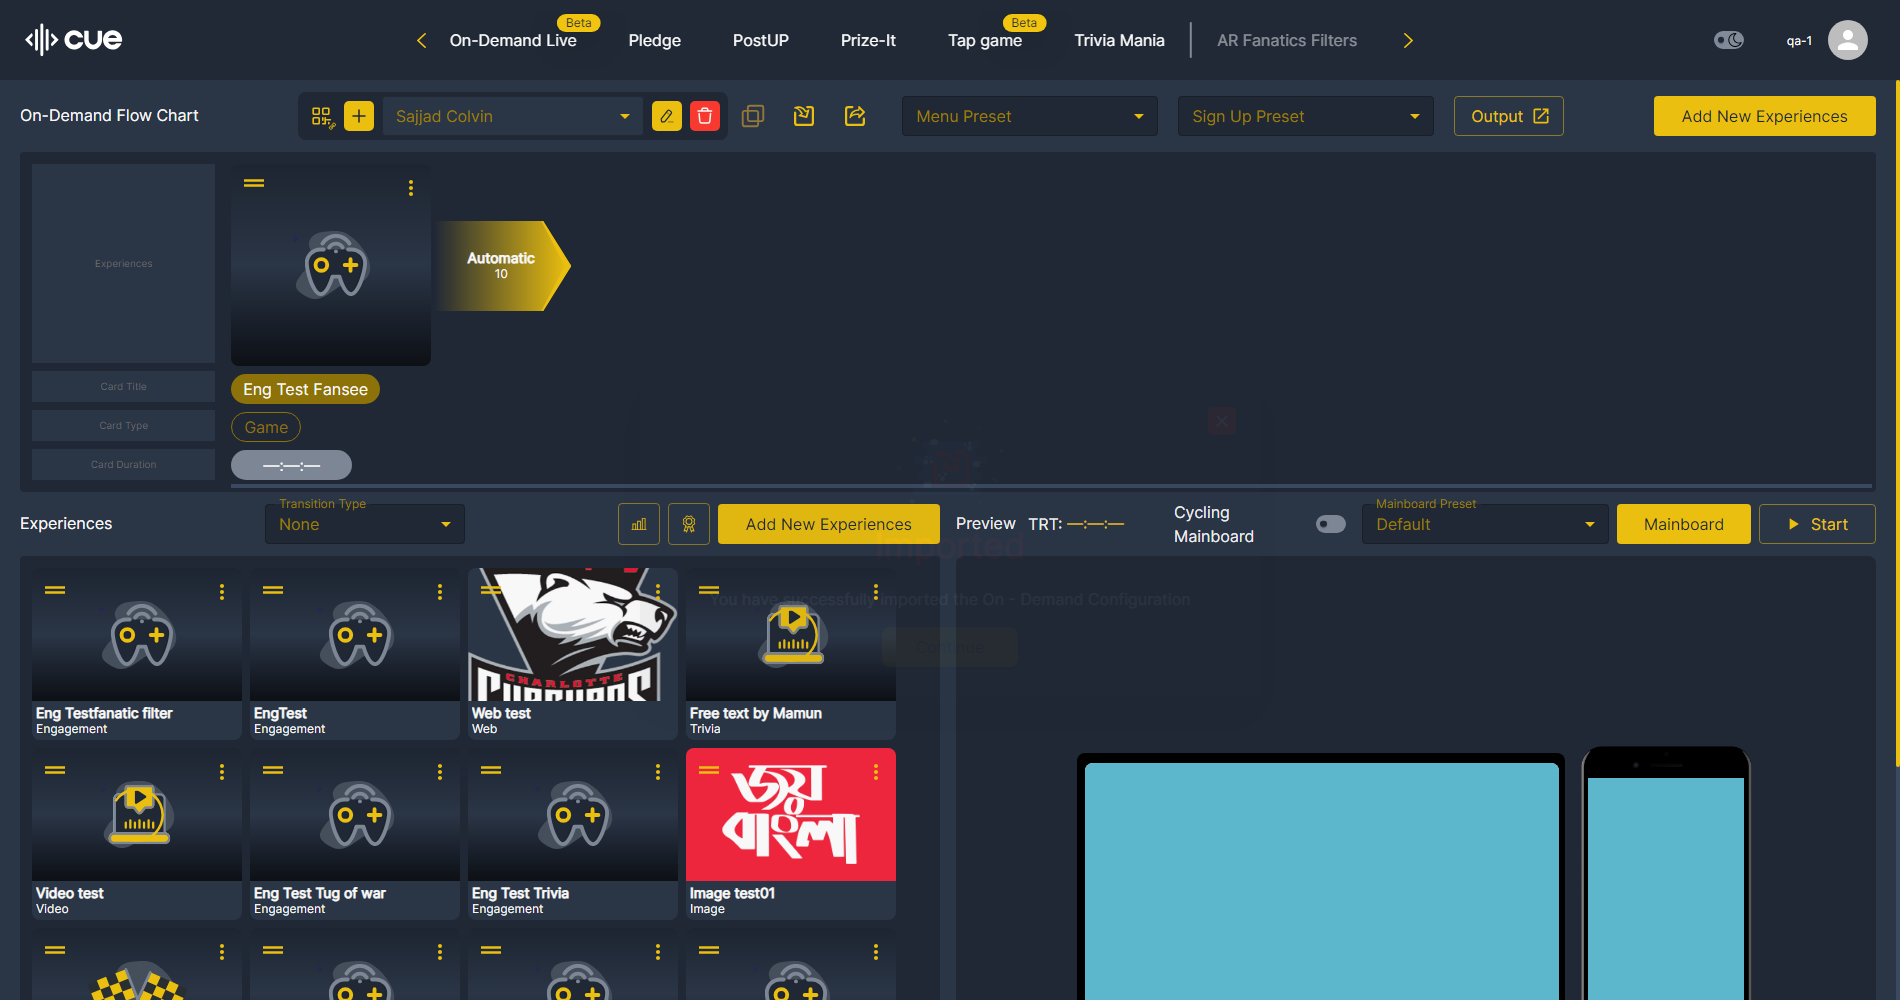 cue
On-Demand Live
Beta
Pledge
PostUP
Prize-It
Tap game
Beta
Trivia Mania
AR Fanatics Filters
qa-1
On-Demand Flow Chart
Sajjad Colvin
Menu Preset
Sign Up Preset
Output
Add New Experiences
Experiences
Automatic
10
Card Title
Eng Test Fansee
Card Type
Game
Card Duration
—:—:—
Experiences
Transition Type
None
Add New Experiences
Preview
TRT: —:—:—
Cycling
Mainboard
Mainboard Preset
Default
Mainboard
Start
Imported
You have successfully imported the On - Demand Configuration
Eng Testfanatic filter
Engagement
EngTest
Engagement
CHARLOTTE
Web test
Web
Free text by Mamun
Trivia
Video test
Video
Eng Test Tug of war
Engagement
Eng Test Trivia
Engagement
জয়
বাংলা
Image test01
Image